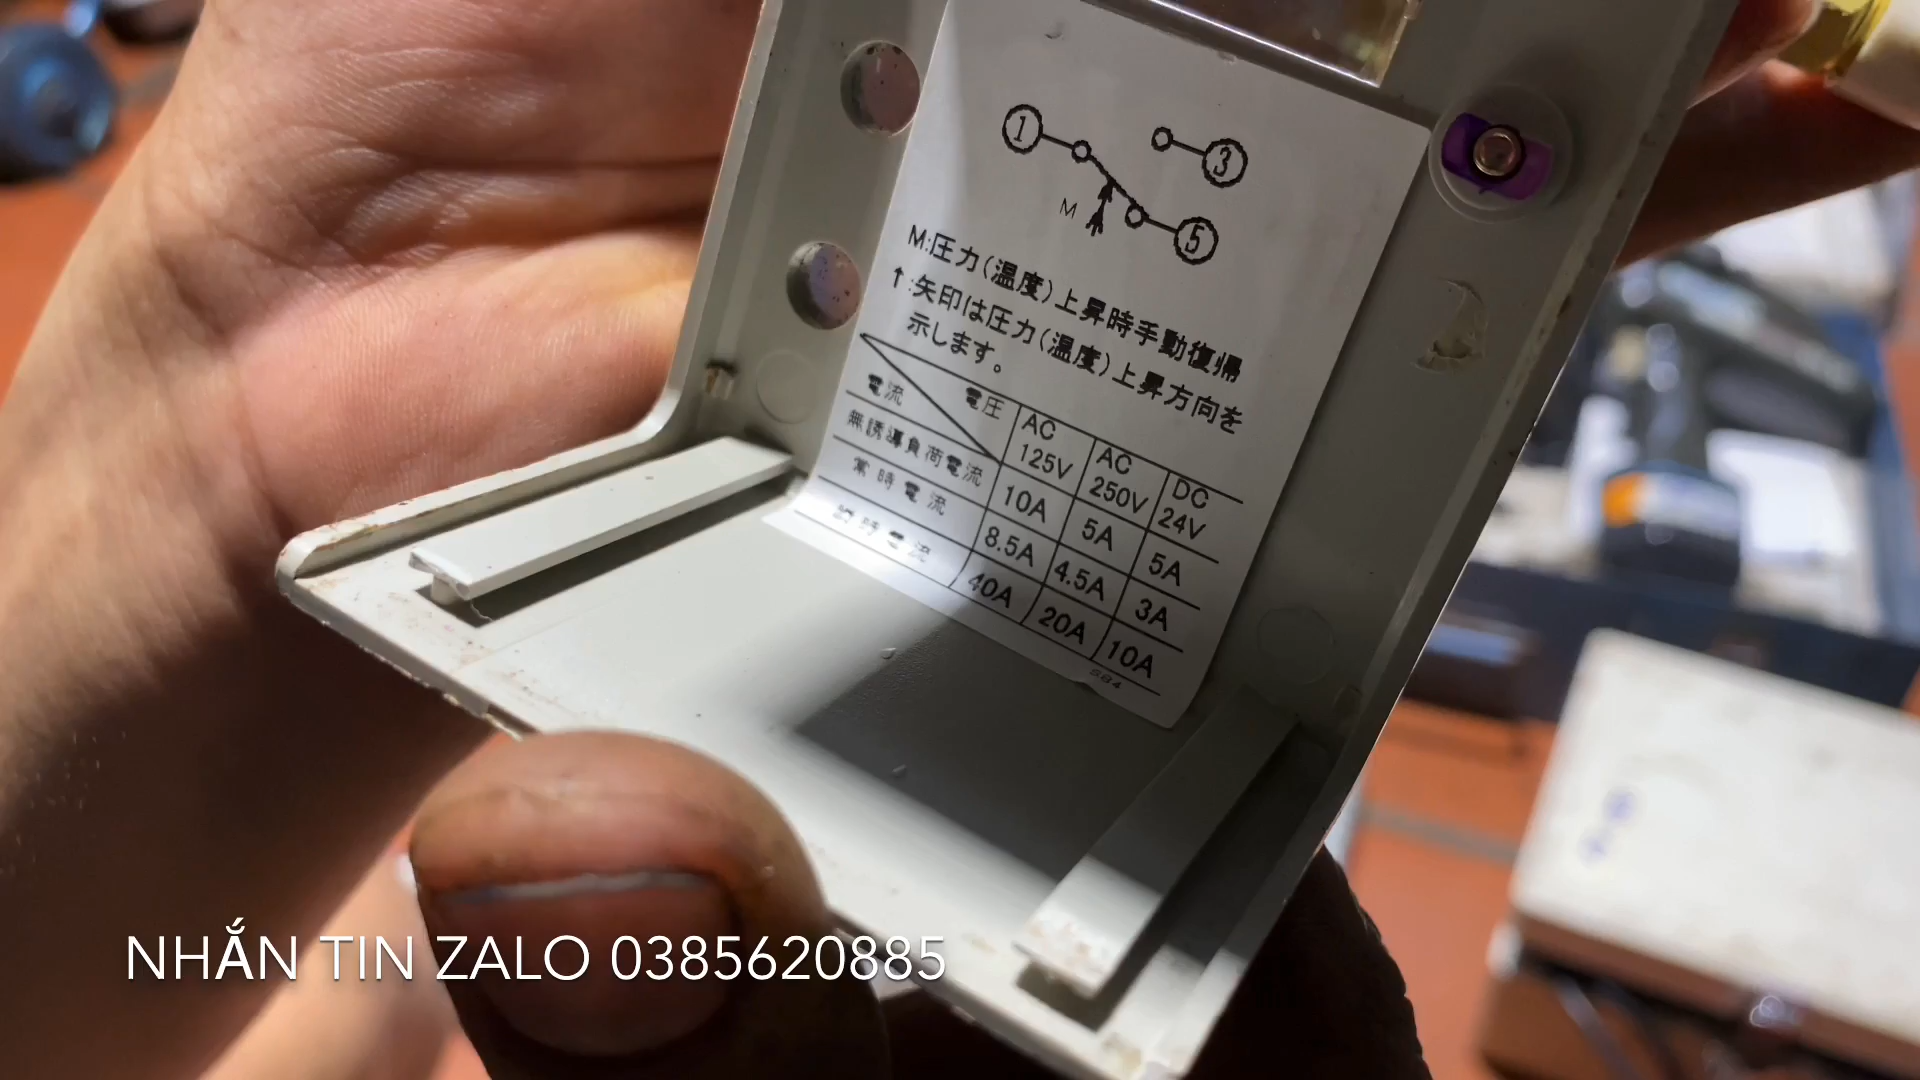 1
3
M
5
M:圧力(温度)上昇時手動復帰
↑:矢印は圧力(温度)上昇方向を
示します。
電流 電圧 AC 125V AC 250V DC 24V
無誘導負荷電流 10A 5A 5A
常時電流 8.5A 4.5A 3A
時電流 40A 20A 10A
NHẮN TIN ZALO 0385620885